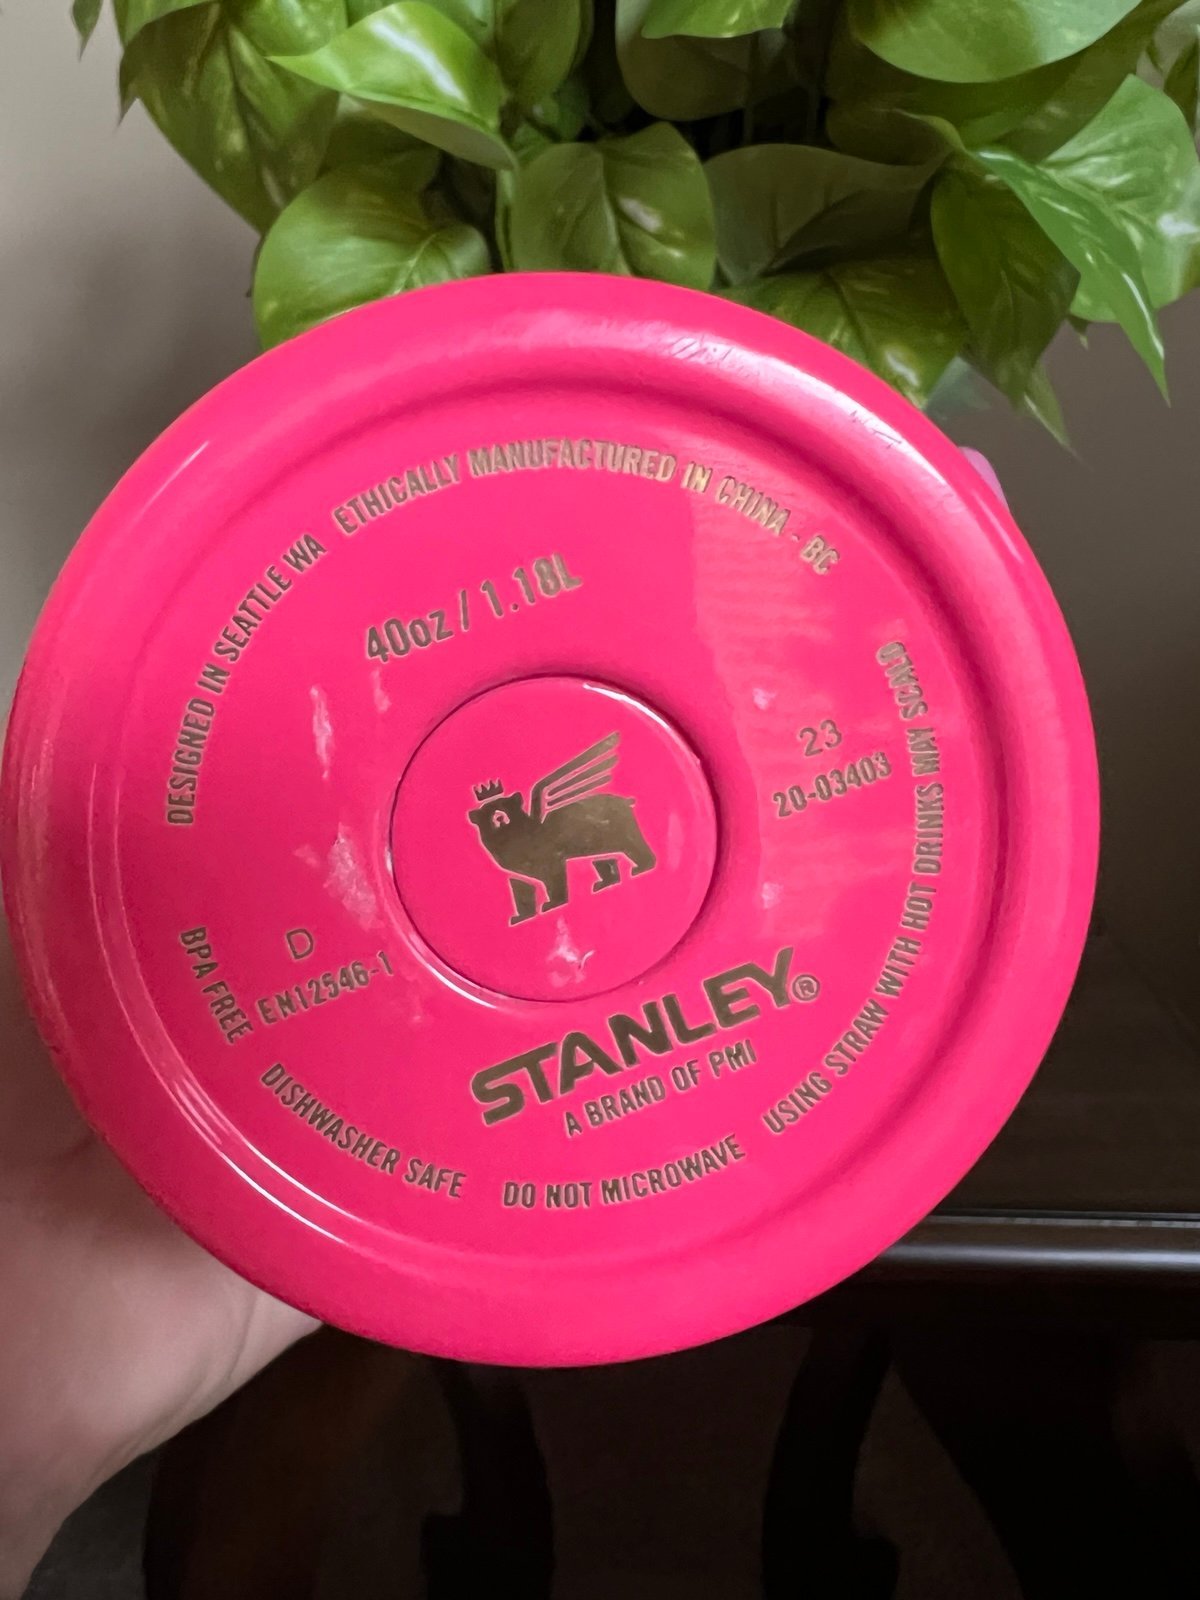 DESIGNED IN SEATTLE WA ETHICALLY MANUFACTURED IN CHINA - BC
40oz / 1.18L
23
20-03403
D
EN12546-1
STANLEY®
A BRAND OF PMI
BPA FREE DISHWASHER SAFE DO NOT MICROWAVE USING STRAW WITH HOT DRINKS MAY SCALD